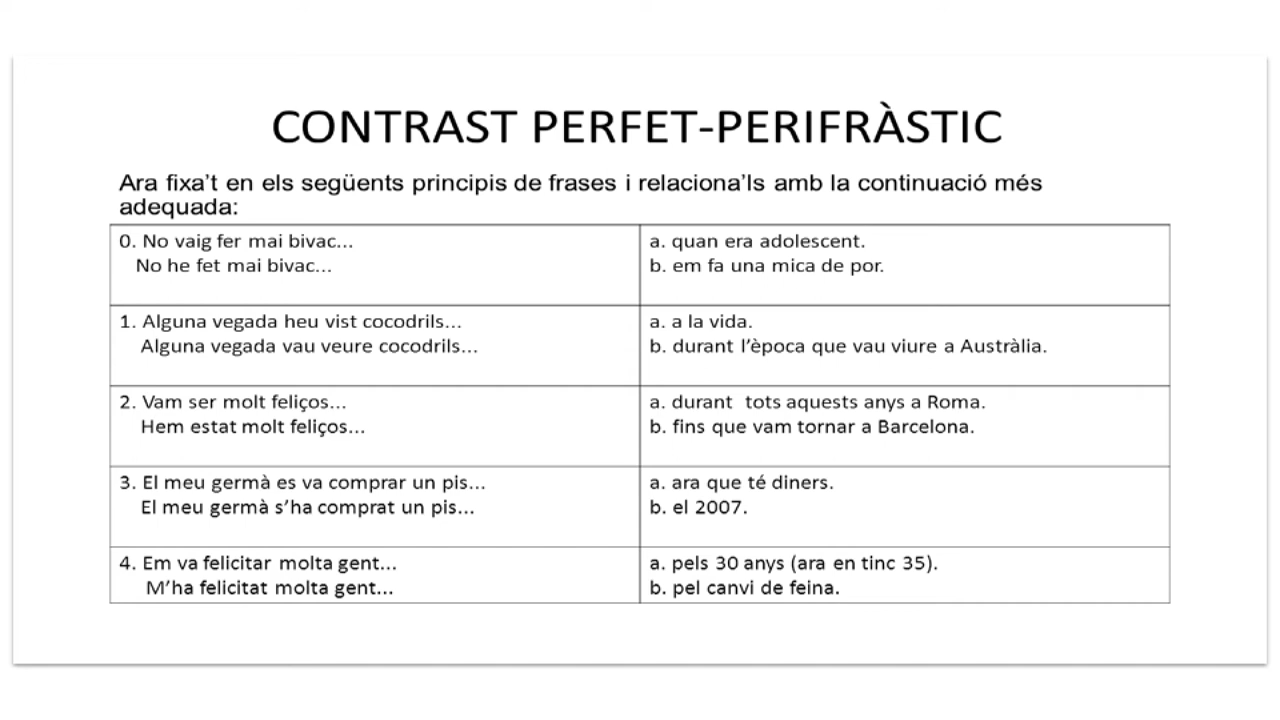 CONTRAST PERFET-PERIFRÀSTIC
Ara fixa't en els següents principis de frases i relaciona'ls amb la continuació més
adequada:
0. No vaig fer mai bivac...
No he fet mai bivac...
a. quan era adolescent.
b. em fa una mica de por.
1. Alguna vegada heu vist cocodrils...
Alguna vegada vau veure cocodrils...
a. a la vida.
b. durant l'època que vau viure a Austràlia.
2. Vam ser molt feliços...
Hem estat molt feliços...
a. durant tots aquests anys a Roma.
b. fins que vam tornar a Barcelona.
3. El meu germà es va comprar un pis...
El meu germà s'ha comprat un pis...
a. ara que té diners.
b. el 2007.
4. Em va felicitar molta gent...
M'ha felicitat molta gent...
a. pels 30 anys (ara en tinc 35).
b. pel canvi de feina.